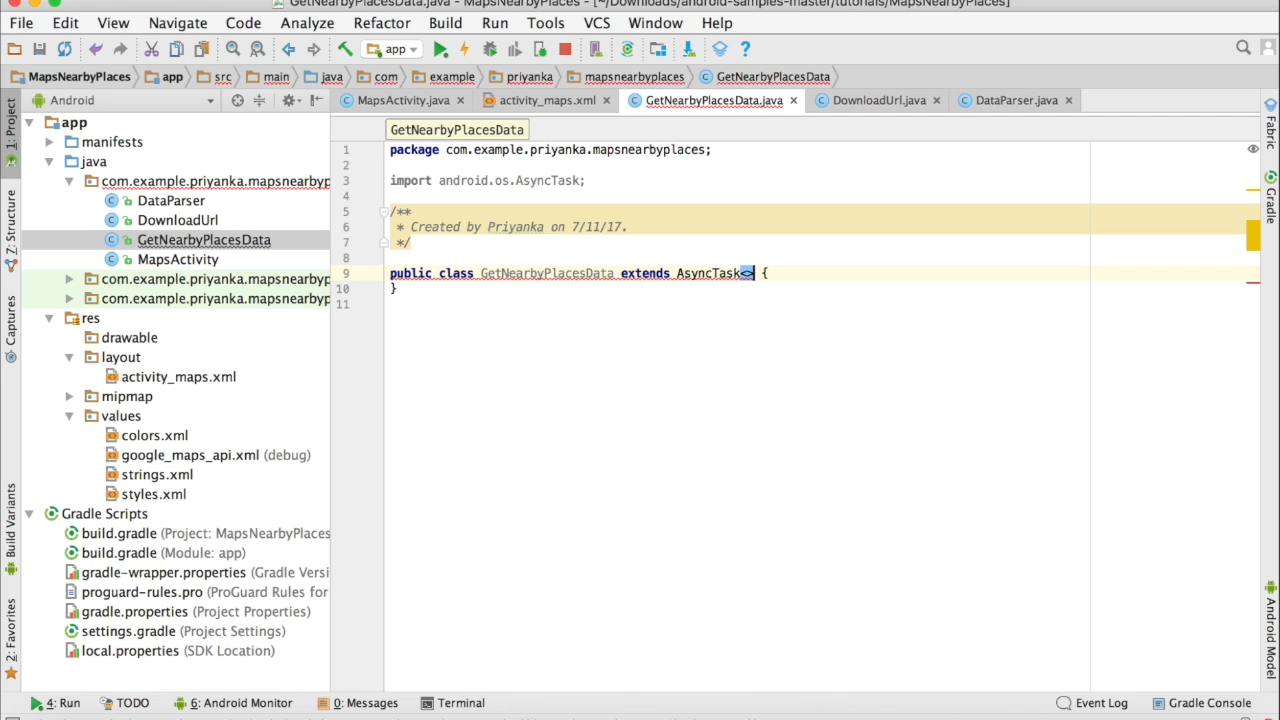 GetNearbyPlacesData.java - MapsNearbyPlaces - [~/Downloads/android-samples-master/tutorials/MapsNearbyPlaces]
File Edit View Navigate Code Analyze Refactor Build Run Tools VCS Window Help
app
MapsNearbyPlaces app src main java com example priyanka mapsnearbyplaces GetNearbyPlacesData
Android
MapsActivity.java activity_maps.xml GetNearbyPlacesData.java DownloadUrl.java DataParser.java
GetNearbyPlacesData
app
manifests
java
com.example.priyanka.mapsnearbyp
DataParser
DownloadUrl
GetNearbyPlacesData
MapsActivity
com.example.priyanka.mapsnearbyp
com.example.priyanka.mapsnearbyp
res
drawable
layout
activity_maps.xml
mipmap
values
colors.xml
google_maps_api.xml (debug)
strings.xml
styles.xml
Gradle Scripts
build.gradle (Project: MapsNearbyPlaces
build.gradle (Module: app)
gradle-wrapper.properties (Gradle Versi
proguard-rules.pro (ProGuard Rules for
gradle.properties (Project Properties)
settings.gradle (Project Settings)
local.properties (SDK Location)
1 package com.example.priyanka.mapsnearbyplaces;
2
3 import android.os.AsyncTask;
4
5 /**
6 * Created by Priyanka on 7/11/17.
7 */
8
9 public class GetNearbyPlacesData extends AsyncTask<> {
10 }
11
1: Project
Z: Structure
Captures
Build Variants
2: Favorites
Fabric
Gradle
Android Model
4: Run TODO 6: Android Monitor 0: Messages Terminal Event Log Gradle Console